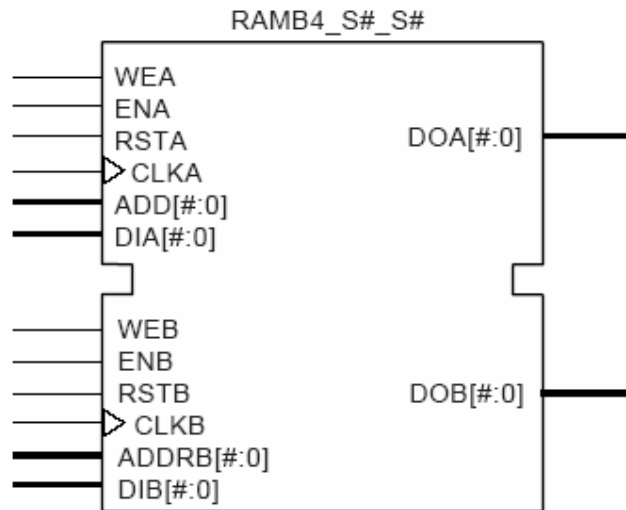 RAMB4_S#_S#
WEA
ENA
RSTA
CLKA
ADD[#:0]
DIA[#:0]
DOA[#:0]
WEB
ENB
RSTB
CLKB
ADDRB[#:0]
DIB[#:0]
DOB[#:0]